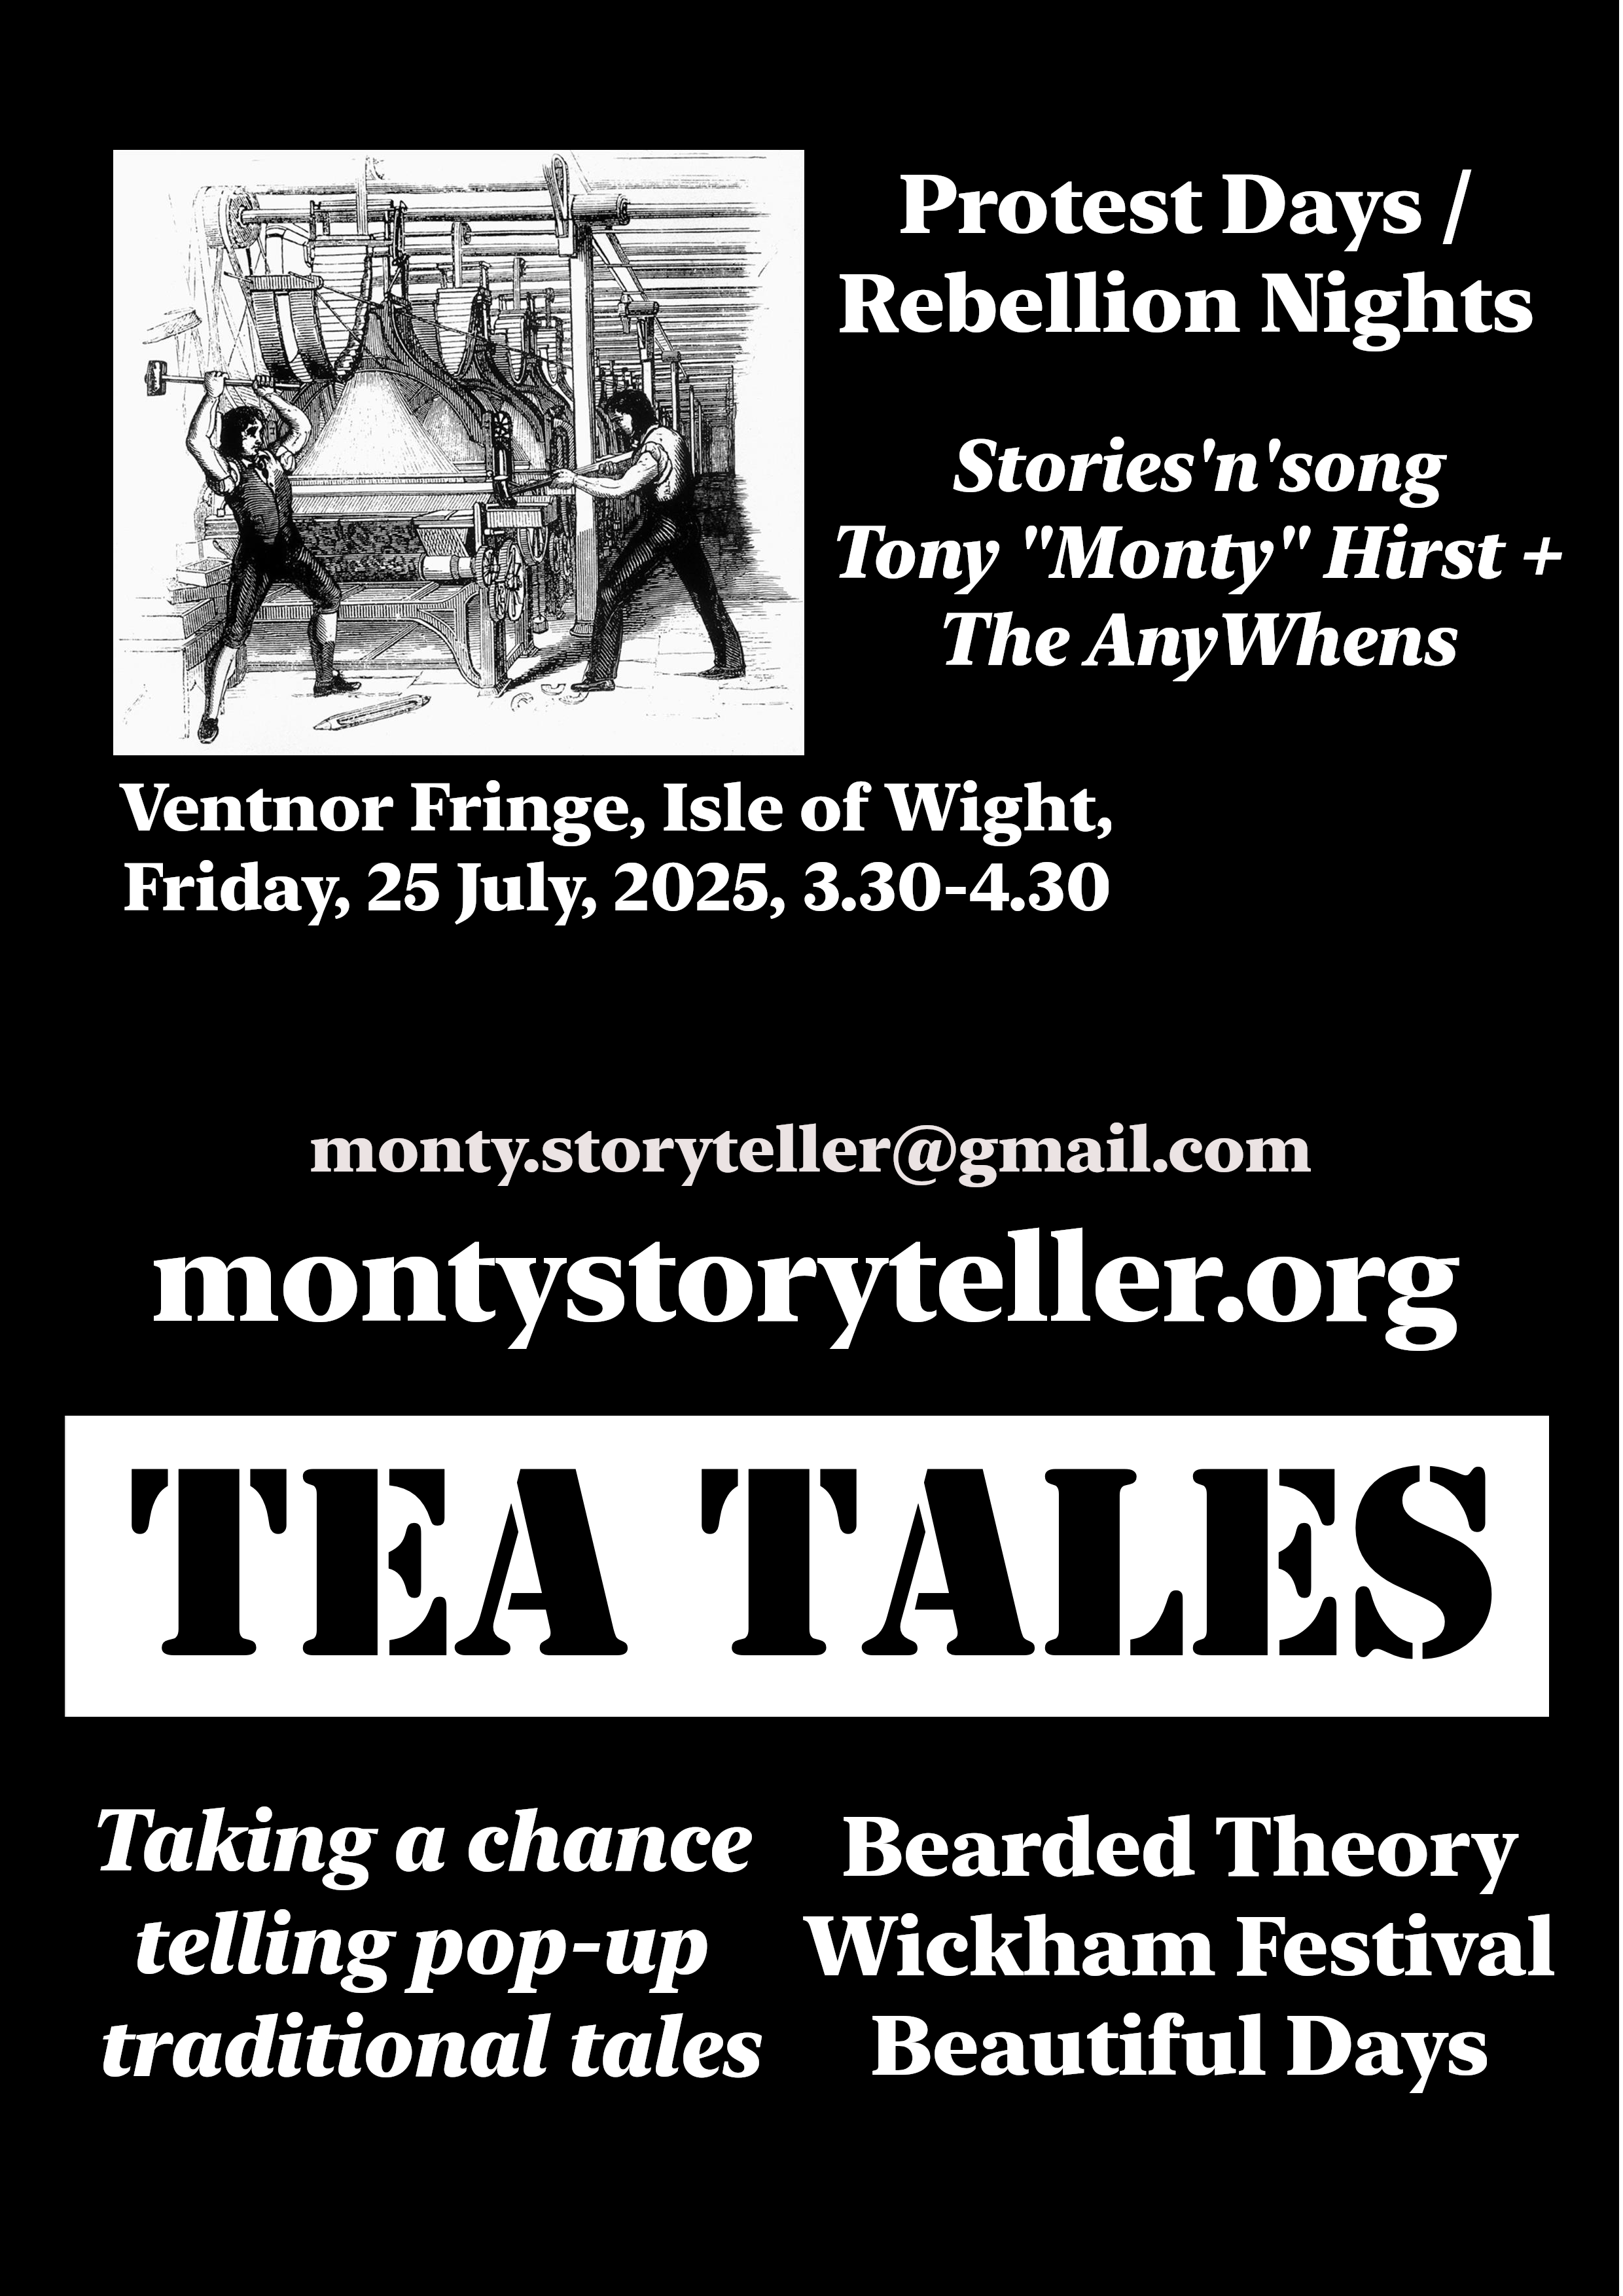 Protest Days /
Rebellion Nights
Stories'n'song
Tony "Monty" Hirst +
The AnyWhens
Ventnor Fringe, Isle of Wight,
Friday, 25 July, 2025, 3.30-4.30
monty.storyteller@gmail.com
montystoryteller.org
TEA TALES
Taking a chance
telling pop-up
traditional tales
Bearded Theory
Wickham Festival
Beautiful Days